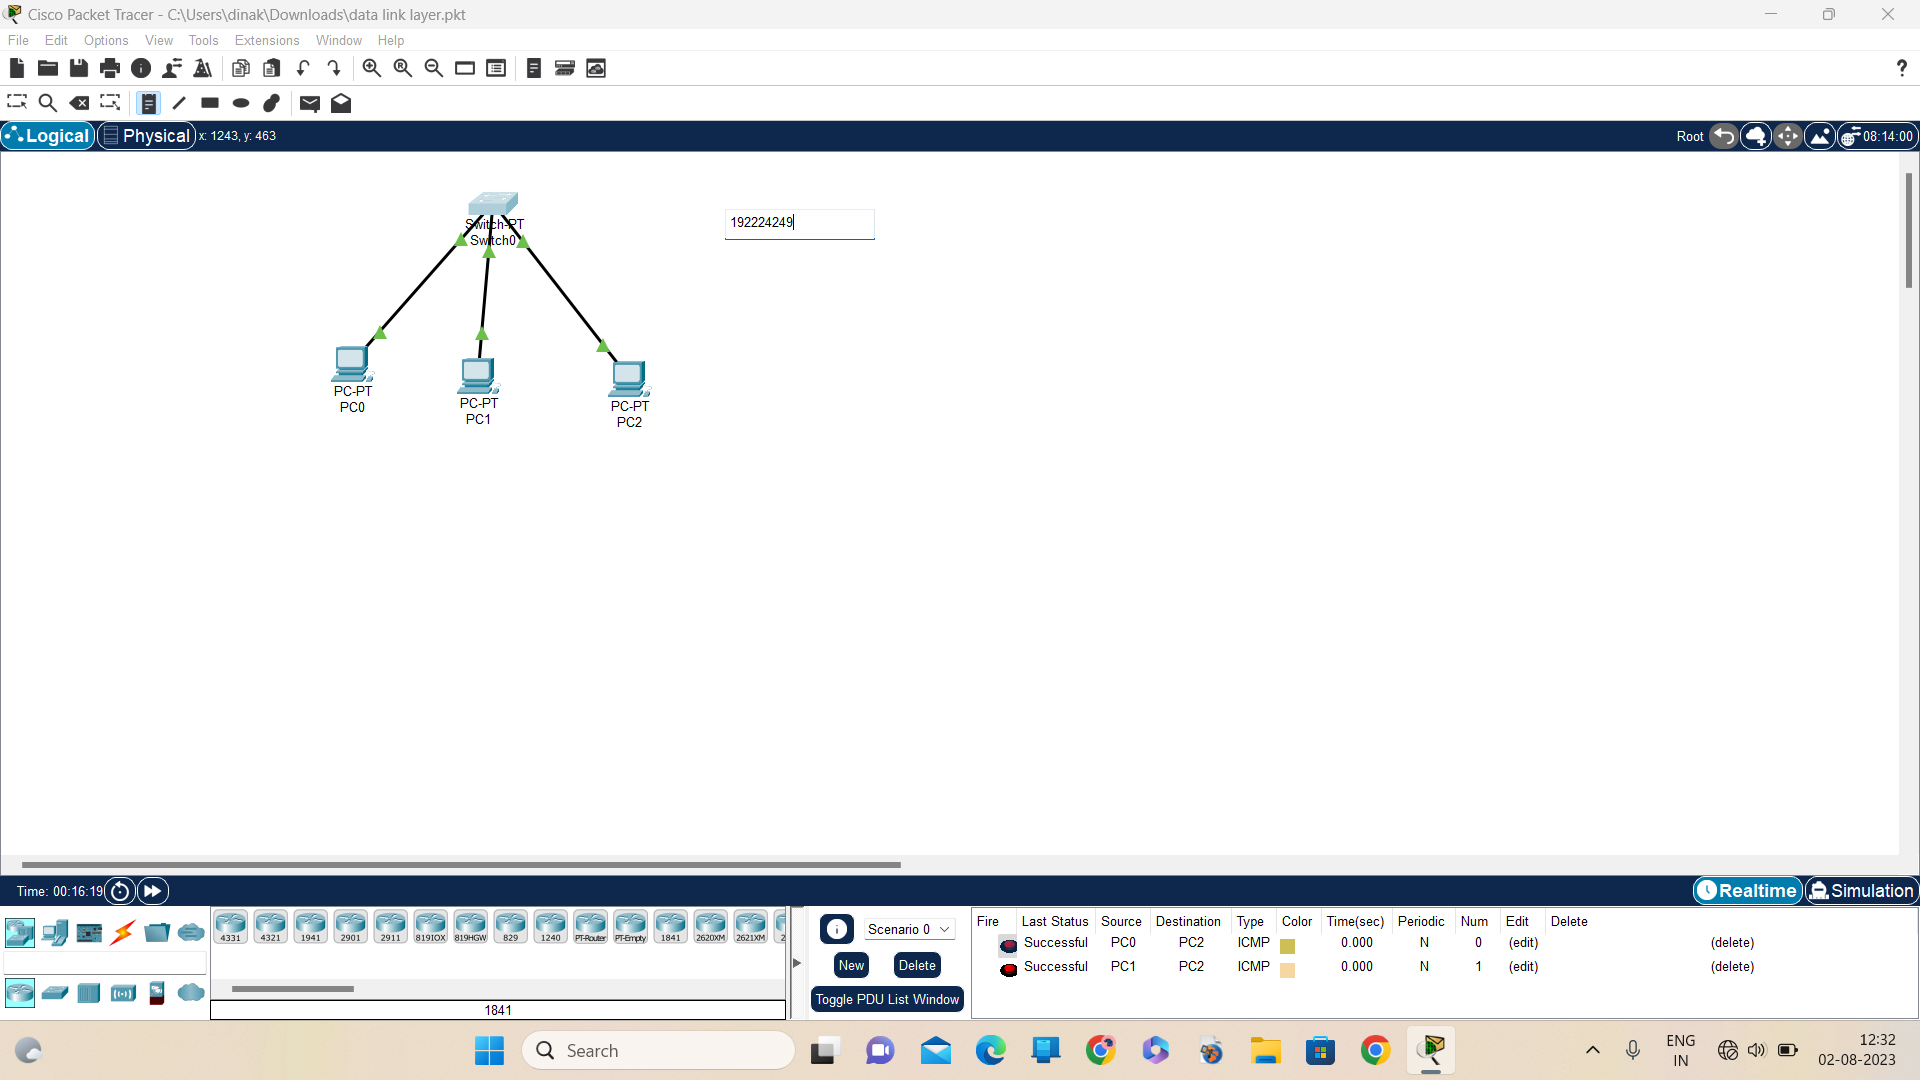 Cisco Packet Tracer - C:\Users\dinak\Downloads\data link layer.pkt
File Edit Options View Tools Extensions Window Help
?
Logical Physical x: 1243, y: 463 Root 08:14:00
Switch-PT
Switch0
192224249
PC-PT
PC0
PC-PT
PC1
PC-PT
PC2
Time: 00:16:19 Realtime Simulation
4331 4321 1941 2901 2911 819IOX 819HGW 829 1240 PT-Router PT-Empty 1841 2620XM 2621XM 2
1841
Scenario 0
New Delete
Toggle PDU List Window
Fire Last Status Source Destination Type Color Time(sec) Periodic Num Edit Delete
Successful PC0 PC2 ICMP 0.000 N 0 (edit) (delete)
Successful PC1 PC2 ICMP 0.000 N 1 (edit) (delete)
Search
ENG
IN
12:32
02-08-2023